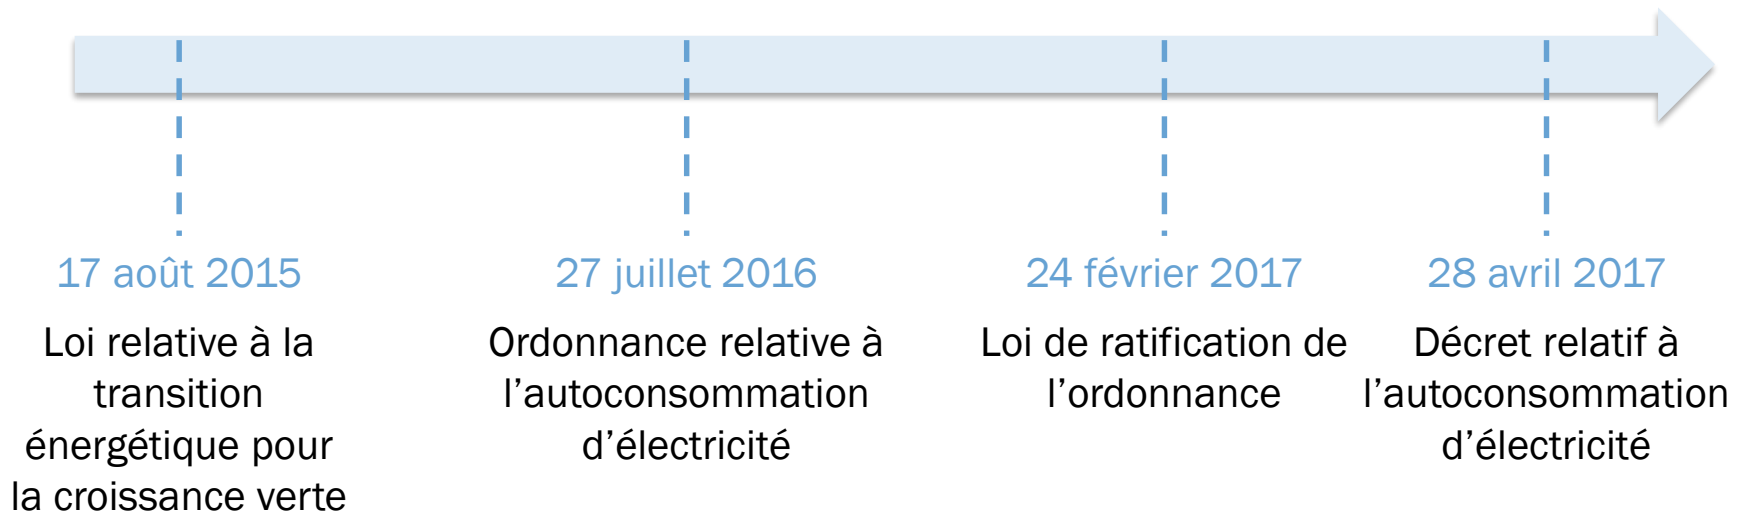 17 août 2015
Loi relative à la
transition
énergétique pour
la croissance verte
27 juillet 2016
Ordonnance relative à
l’autoconsommation
d’électricité
24 février 2017
Loi de ratification de
l’ordonnance
28 avril 2017
Décret relatif à
l’autoconsommation
d’électricité